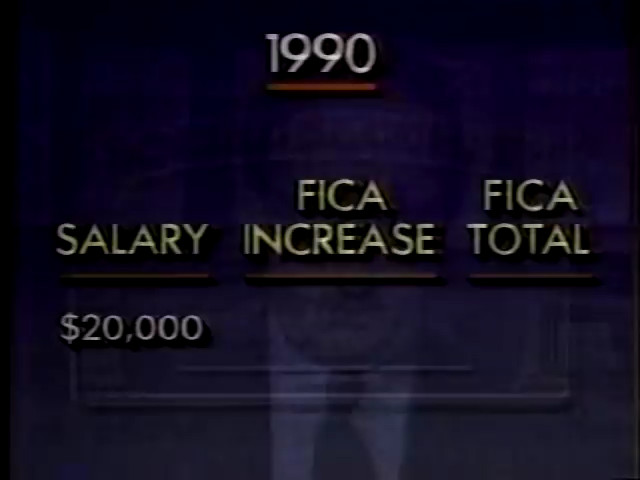 1990
FICA FICA
SALARY INCREASE TOTAL
$20,000